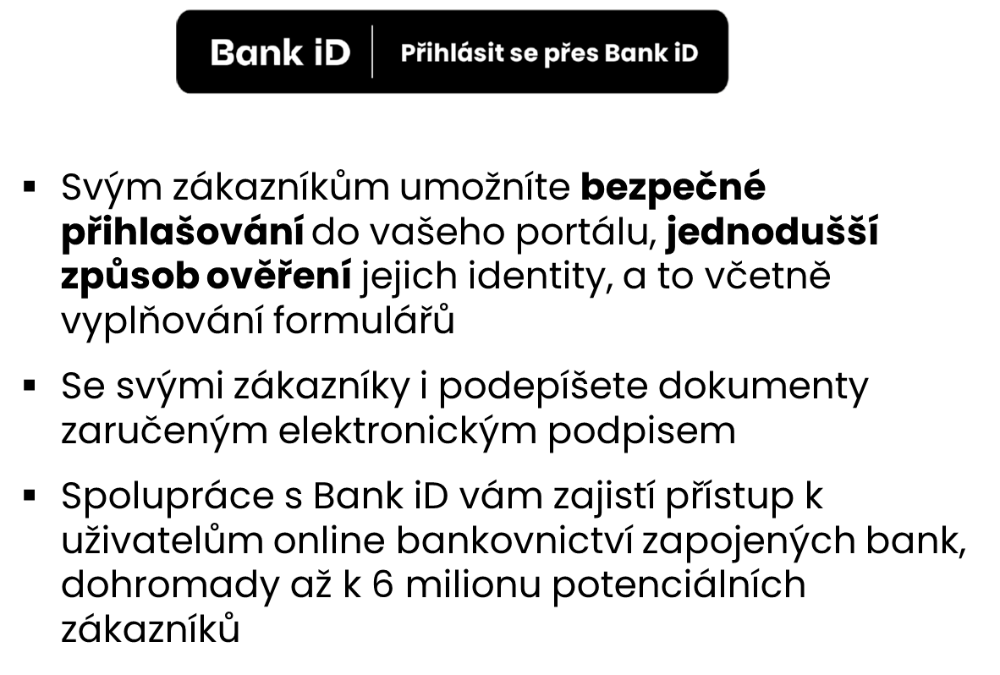 Bank iD | Přihlásit se přes Bank iD
▪ Svým zákazníkům umožníte bezpečné
přihlašování do vašeho portálu, jednodušší
způsob ověření jejich identity, a to včetně
vyplňování formulářů
▪ Se svými zákazníky i podepíšete dokumenty
zaručeným elektronickým podpisem
▪ Spolupráce s Bank iD vám zajistí přístup k
uživatelům online bankovnictví zapojených bank,
dohromady až k 6 milionu potenciálních
zákazníků